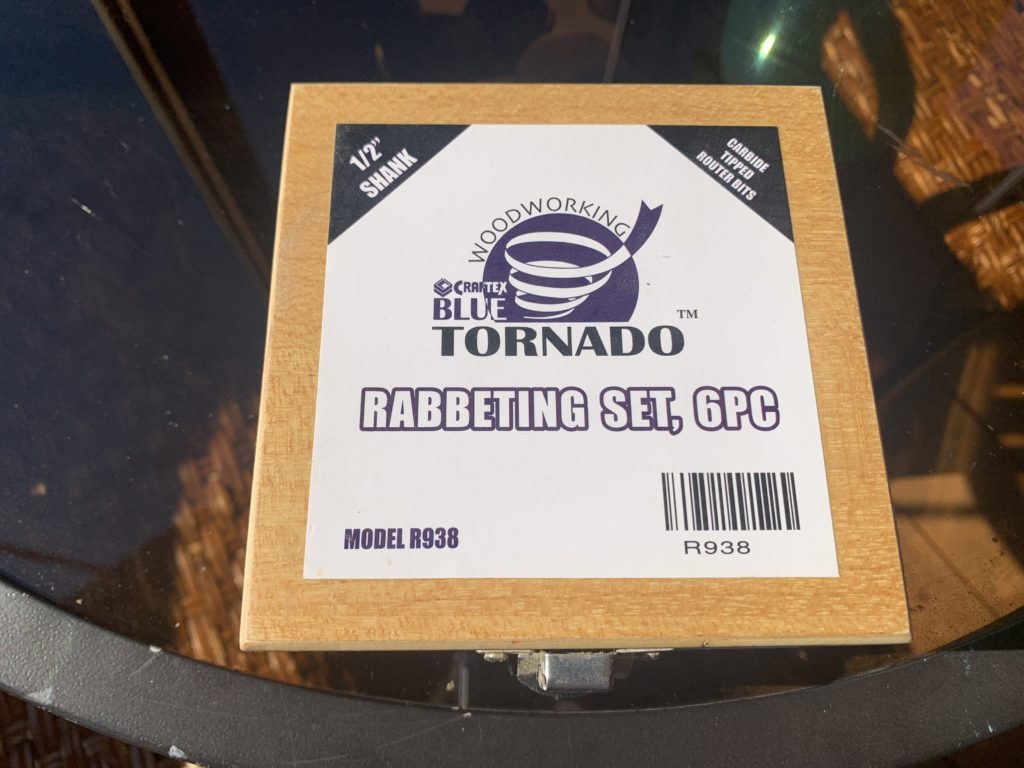 1/2"
SHANK
CARBIDE
TIPPED
ROUTER BITS
WOODWORKING
CRAFTEX
BLUE
TORNADO TM
RABBETING SET, 6PC
MODEL R938
R938